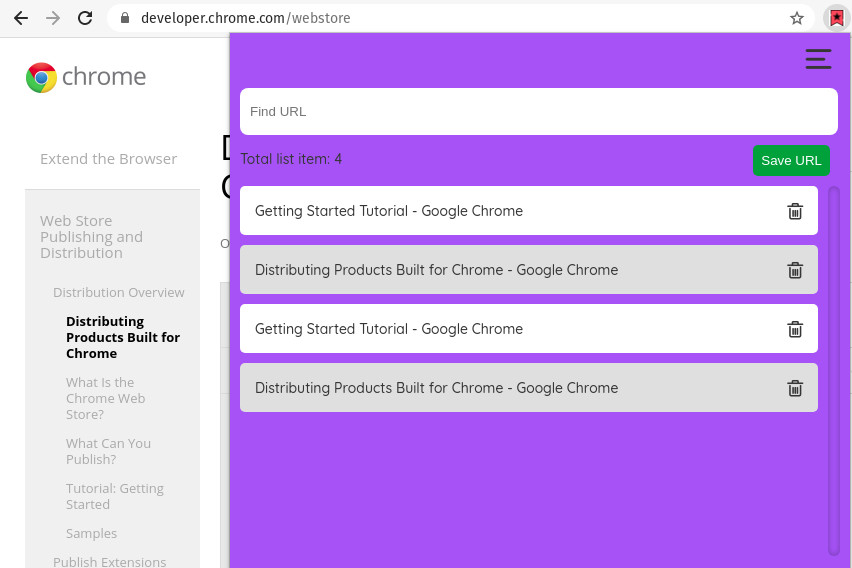 developer.chrome.com/webstore
chrome
Find URL
Total list item: 4
Save URL
Getting Started Tutorial - Google Chrome
Distributing Products Built for Chrome - Google Chrome
Getting Started Tutorial - Google Chrome
Distributing Products Built for Chrome - Google Chrome
Extend the Browser
Web Store
Publishing and
Distribution
Distribution Overview
Distributing
Products Built for
Chrome
What Is the
Chrome Web
Store?
What Can You
Publish?
Tutorial: Getting
Started
Samples
Publish Extensions